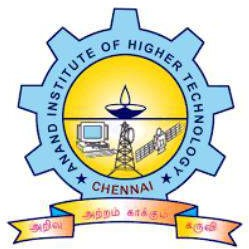 ★ ANAND INSTITUTE OF HIGHER TECHNOLOGY ★
CHENNAI
அறிவு அற்றம் காக்கும் கருவி